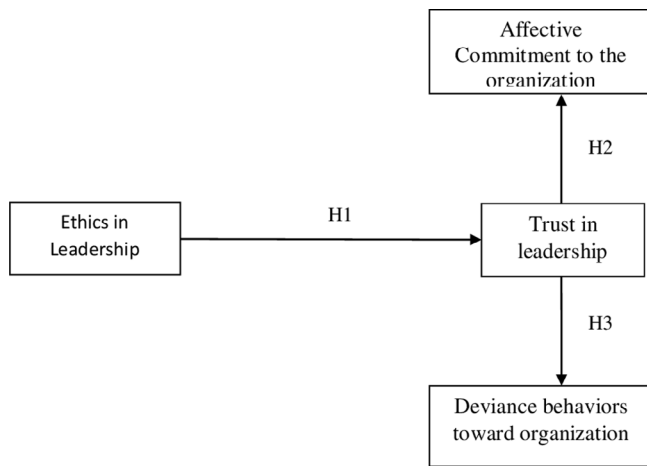 Affective
Commitment to the
organization
H2
H1
Ethics in
Leadership
Trust in
leadership
H3
Deviance behaviors
toward organization